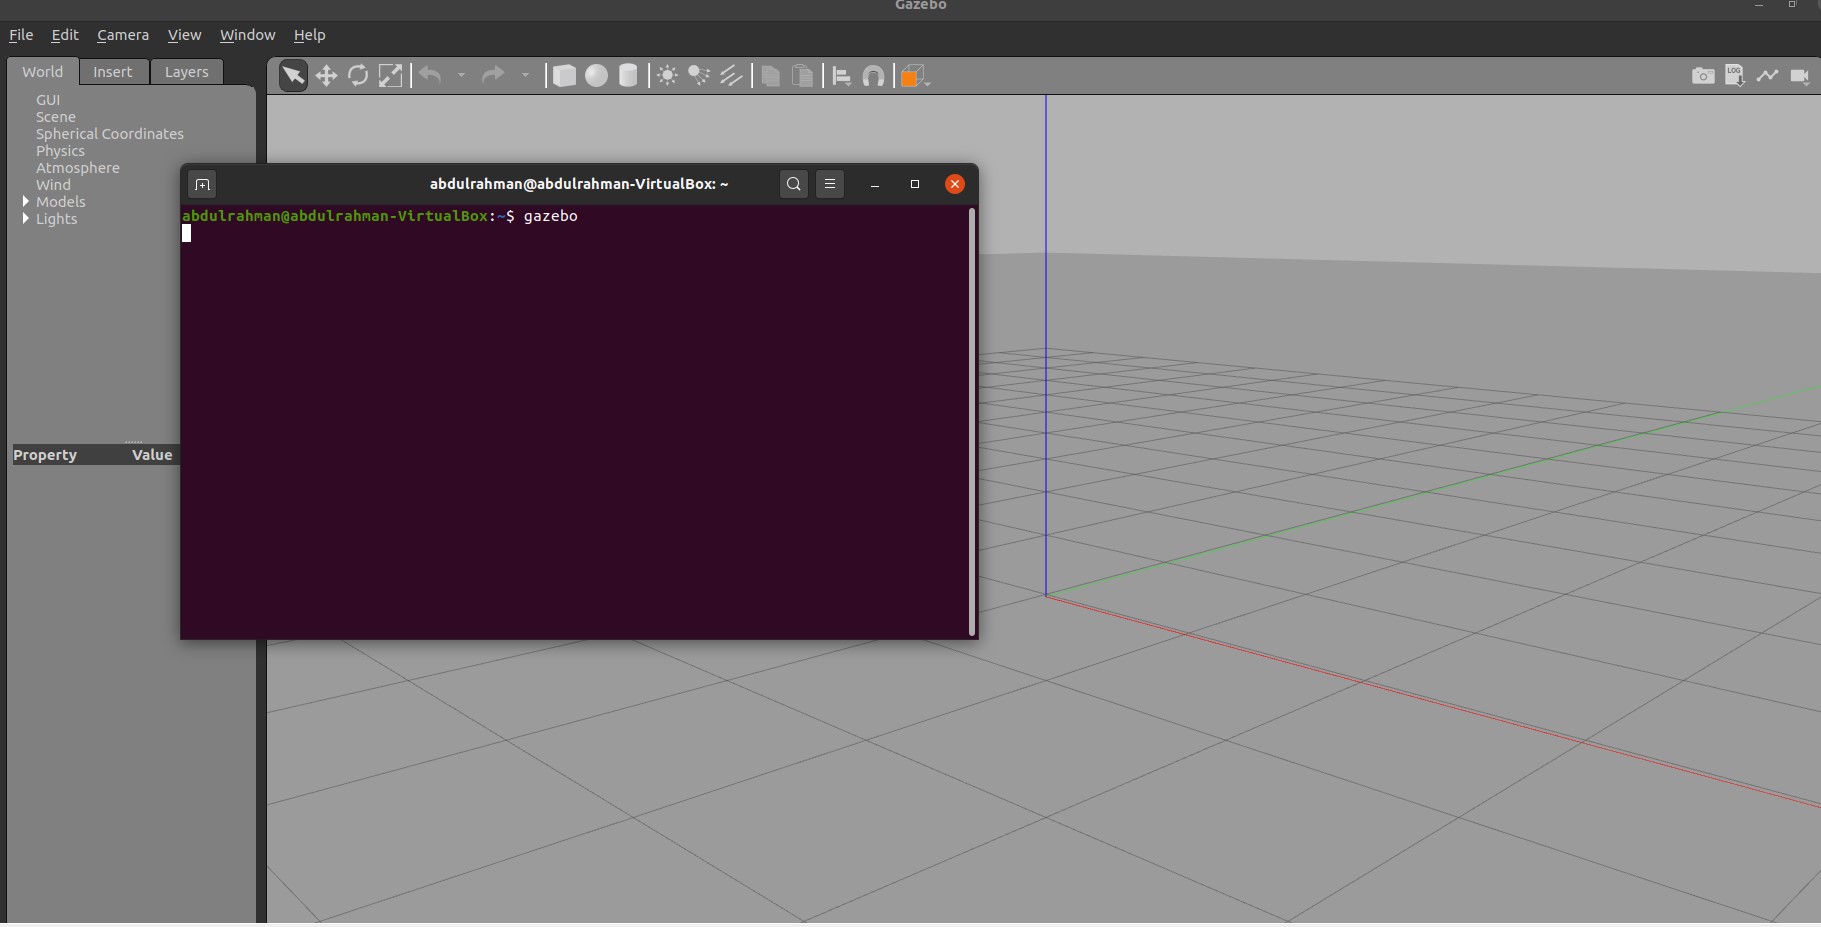 Gazebo
File Edit Camera View Window Help
World Insert Layers
GUI
Scene
Spherical Coordinates
Physics
Atmosphere
Wind
Models
Lights
Property Value
LOG
abdulrahman@abdulrahman-VirtualBox: ~
abdulrahman@abdulrahman-VirtualBox:~$ gazebo